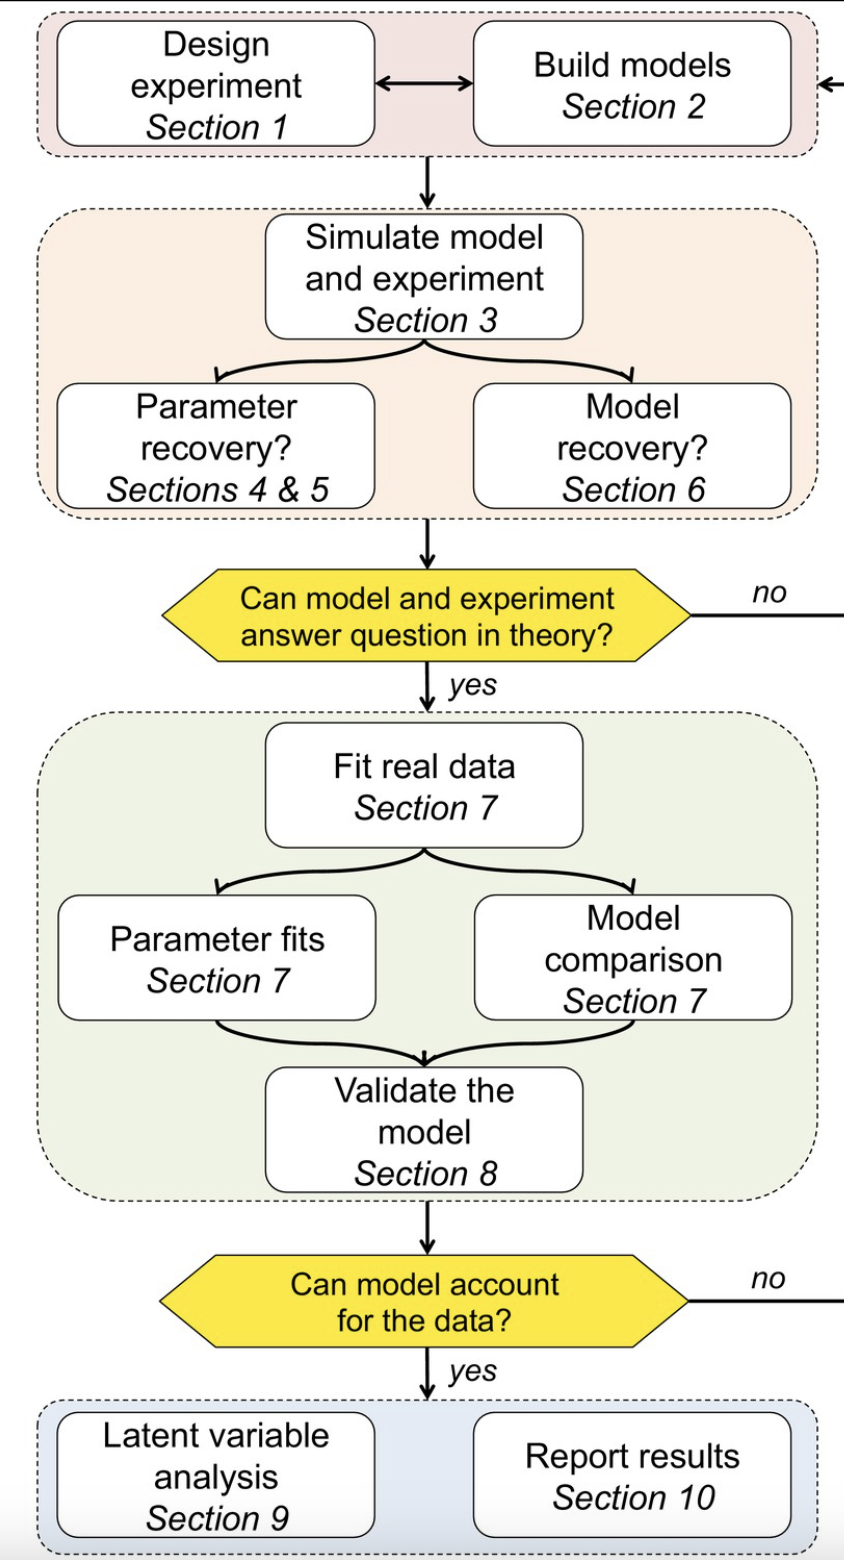 Design
experiment
Section 1
Build models
Section 2
Simulate model
and experiment
Section 3
Parameter
recovery?
Sections 4 & 5
Model
recovery?
Section 6
Can model and experiment
answer question in theory?
no
yes
Fit real data
Section 7
Parameter fits
Section 7
Model
comparison
Section 7
Validate the
model
Section 8
Can model account
for the data?
no
yes
Latent variable
analysis
Section 9
Report results
Section 10